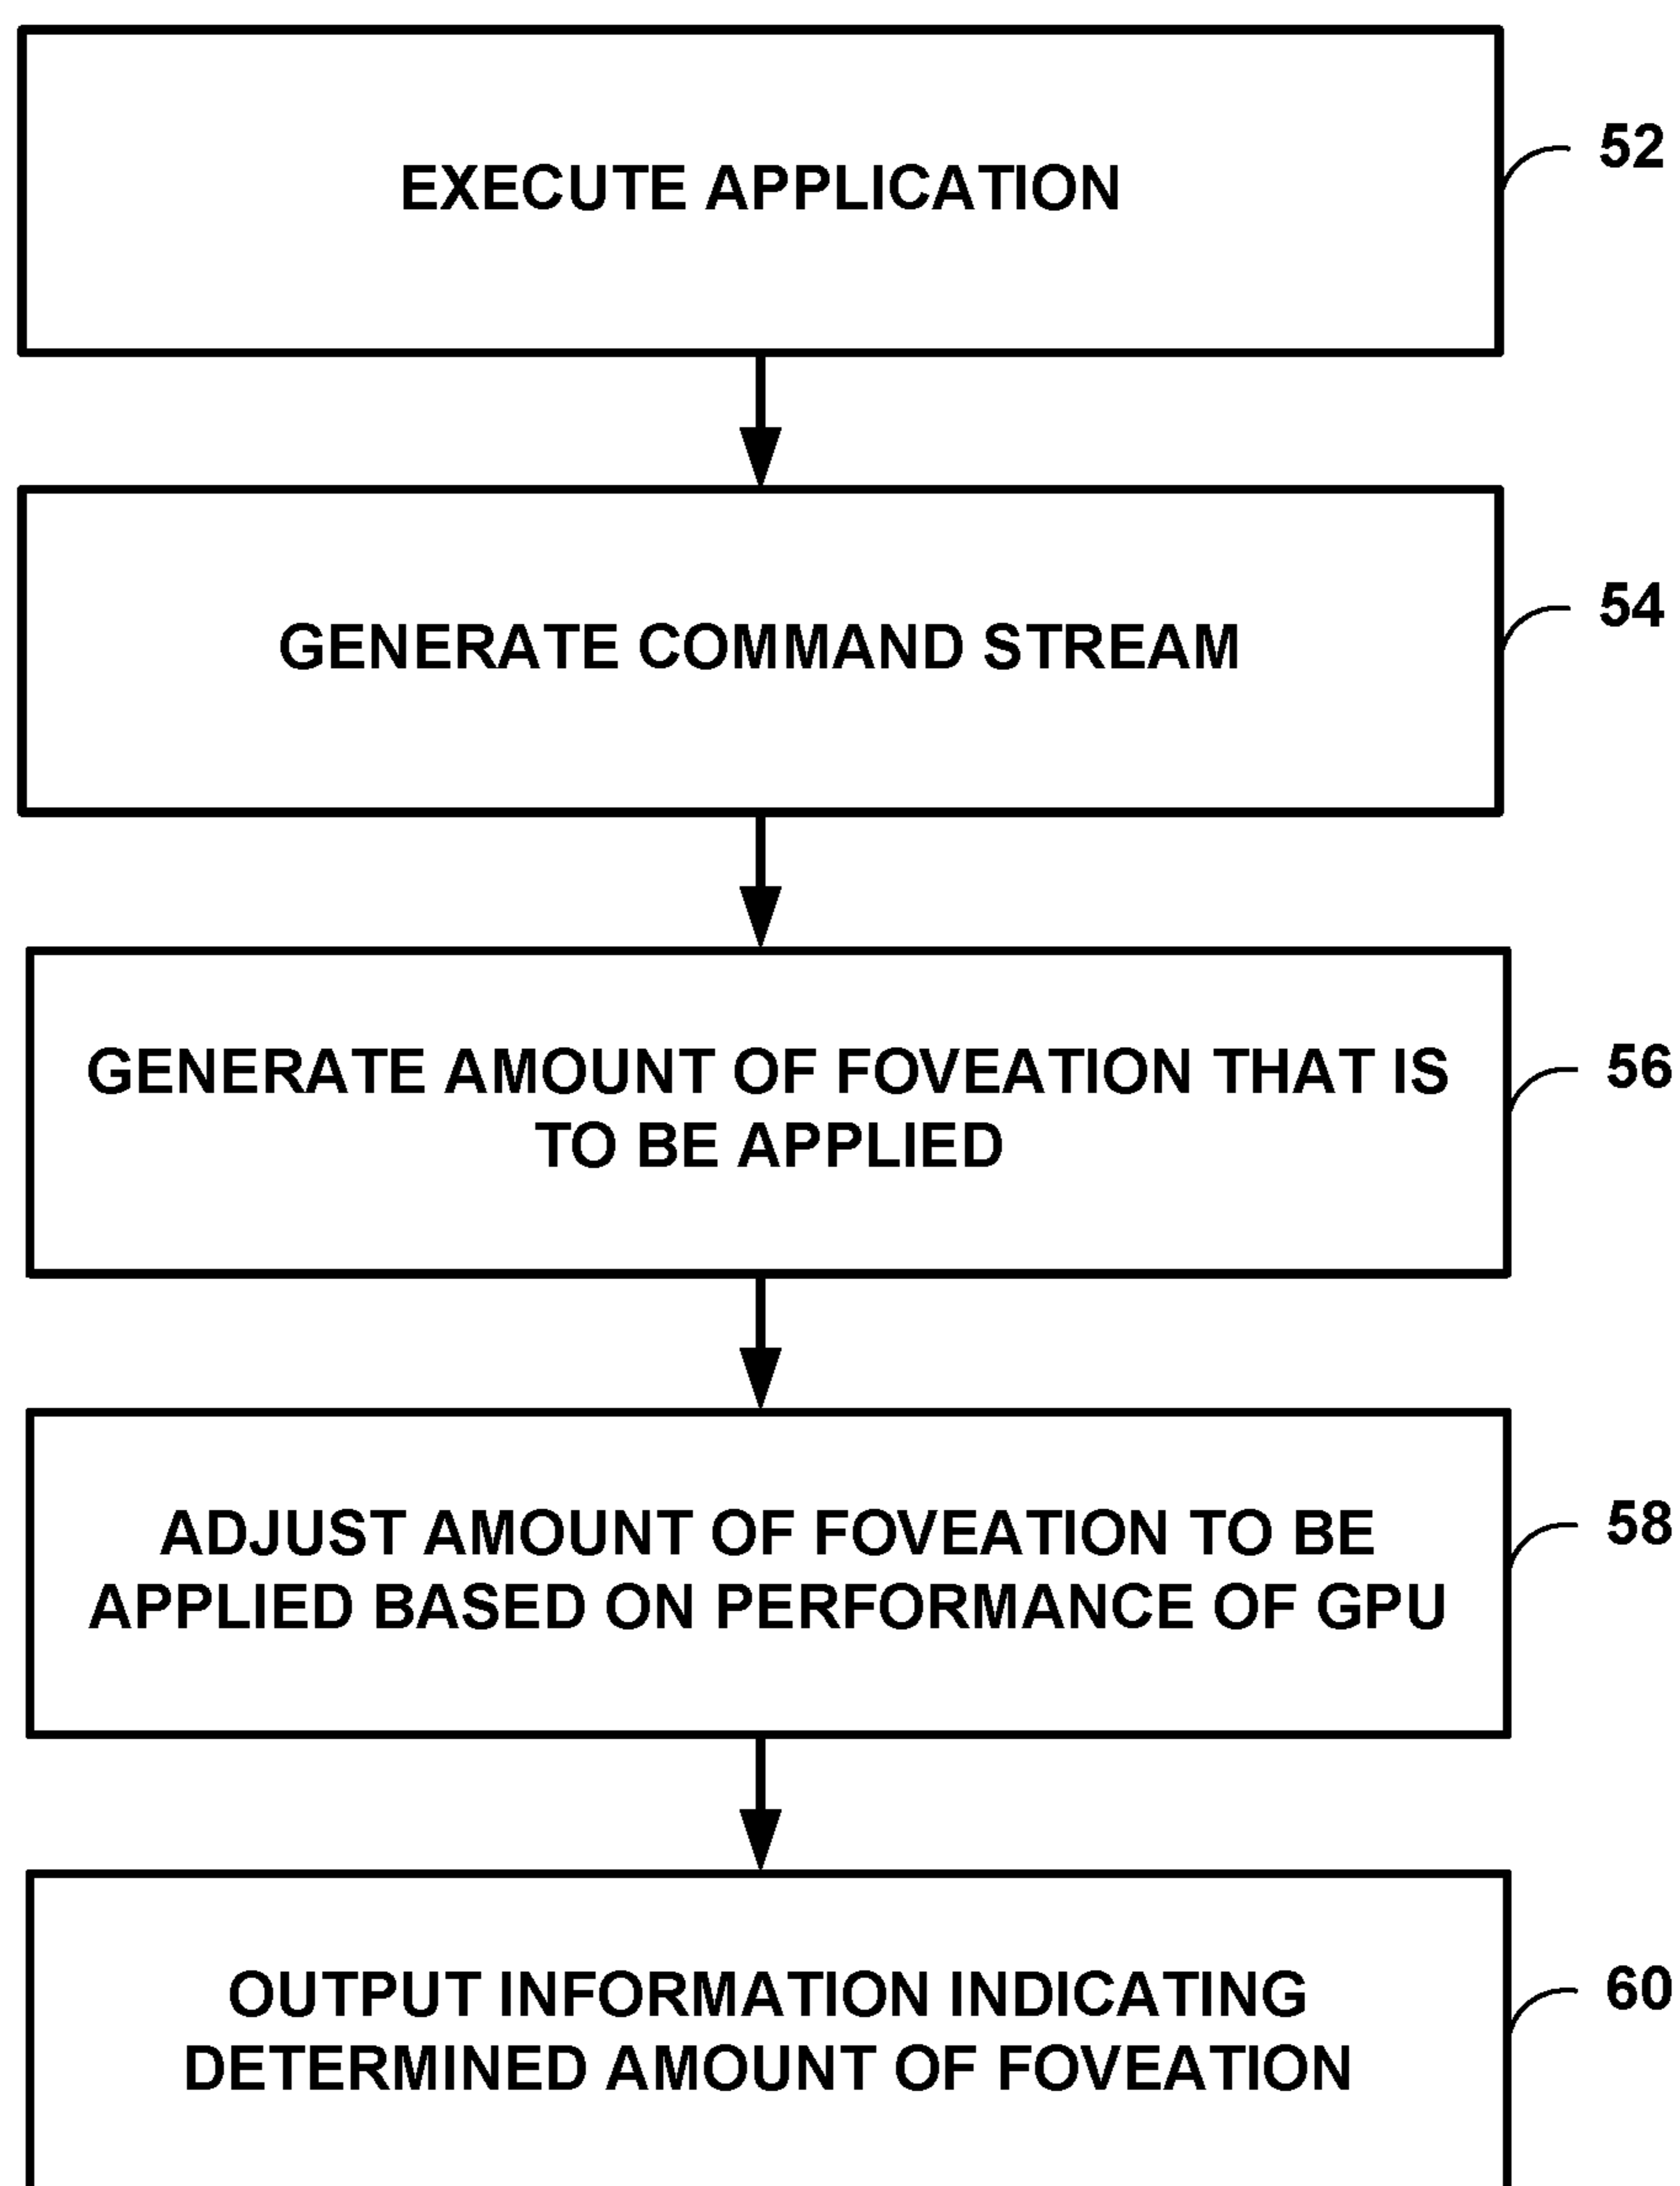 EXECUTE APPLICATION
52
GENERATE COMMAND STREAM
54
GENERATE AMOUNT OF FOVEATION THAT IS
TO BE APPLIED
56
ADJUST AMOUNT OF FOVEATION TO BE
APPLIED BASED ON PERFORMANCE OF GPU
58
OUTPUT INFORMATION INDICATING
DETERMINED AMOUNT OF FOVEATION
60